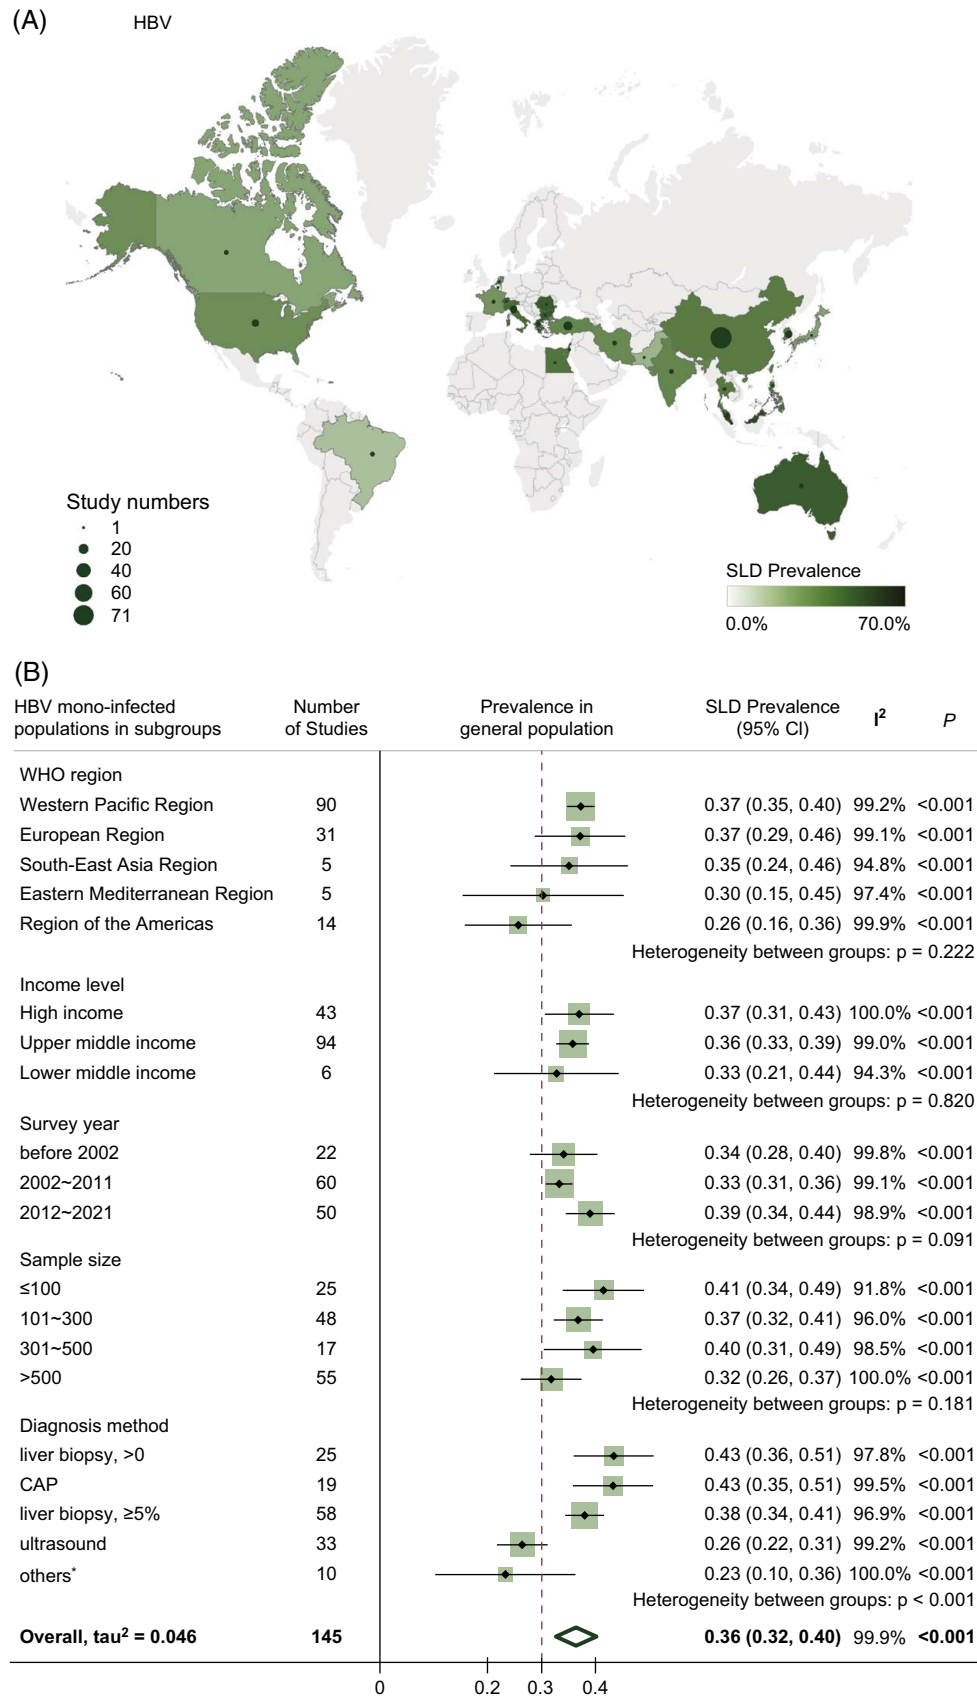 (A)
HBV
Study numbers
1
20
40
60
71
SLD Prevalence
0.0% 70.0%
(B)
HBV mono-infected populations in subgroups Number of Studies Prevalence in general population SLD Prevalence (95% CI) I² P
WHO region
Western Pacific Region 90 0.37 (0.35, 0.40) 99.2% <0.001
European Region 31 0.37 (0.29, 0.46) 99.1% <0.001
South-East Asia Region 5 0.35 (0.24, 0.46) 94.8% <0.001
Eastern Mediterranean Region 5 0.30 (0.15, 0.45) 97.4% <0.001
Region of the Americas 14 0.26 (0.16, 0.36) 99.9% <0.001
Heterogeneity between groups: p = 0.222
Income level
High income 43 0.37 (0.31, 0.43) 100.0% <0.001
Upper middle income 94 0.36 (0.33, 0.39) 99.0% <0.001
Lower middle income 6 0.33 (0.21, 0.44) 94.3% <0.001
Heterogeneity between groups: p = 0.820
Survey year
before 2002 22 0.34 (0.28, 0.40) 99.8% <0.001
2002~2011 60 0.33 (0.31, 0.36) 99.1% <0.001
2012~2021 50 0.39 (0.34, 0.44) 98.9% <0.001
Heterogeneity between groups: p = 0.091
Sample size
≤100 25 0.41 (0.34, 0.49) 91.8% <0.001
101~300 48 0.37 (0.32, 0.41) 96.0% <0.001
301~500 17 0.40 (0.31, 0.49) 98.5% <0.001
>500 55 0.32 (0.26, 0.37) 100.0% <0.001
Heterogeneity between groups: p = 0.181
Diagnosis method
liver biopsy, >0 25 0.43 (0.36, 0.51) 97.8% <0.001
CAP 19 0.43 (0.35, 0.51) 99.5% <0.001
liver biopsy, ≥5% 58 0.38 (0.34, 0.41) 96.9% <0.001
ultrasound 33 0.26 (0.22, 0.31) 99.2% <0.001
others* 10 0.23 (0.10, 0.36) 100.0% <0.001
Heterogeneity between groups: p < 0.001
Overall, tau² = 0.046 145 0.36 (0.32, 0.40) 99.9% <0.001
0 0.2 0.3 0.4